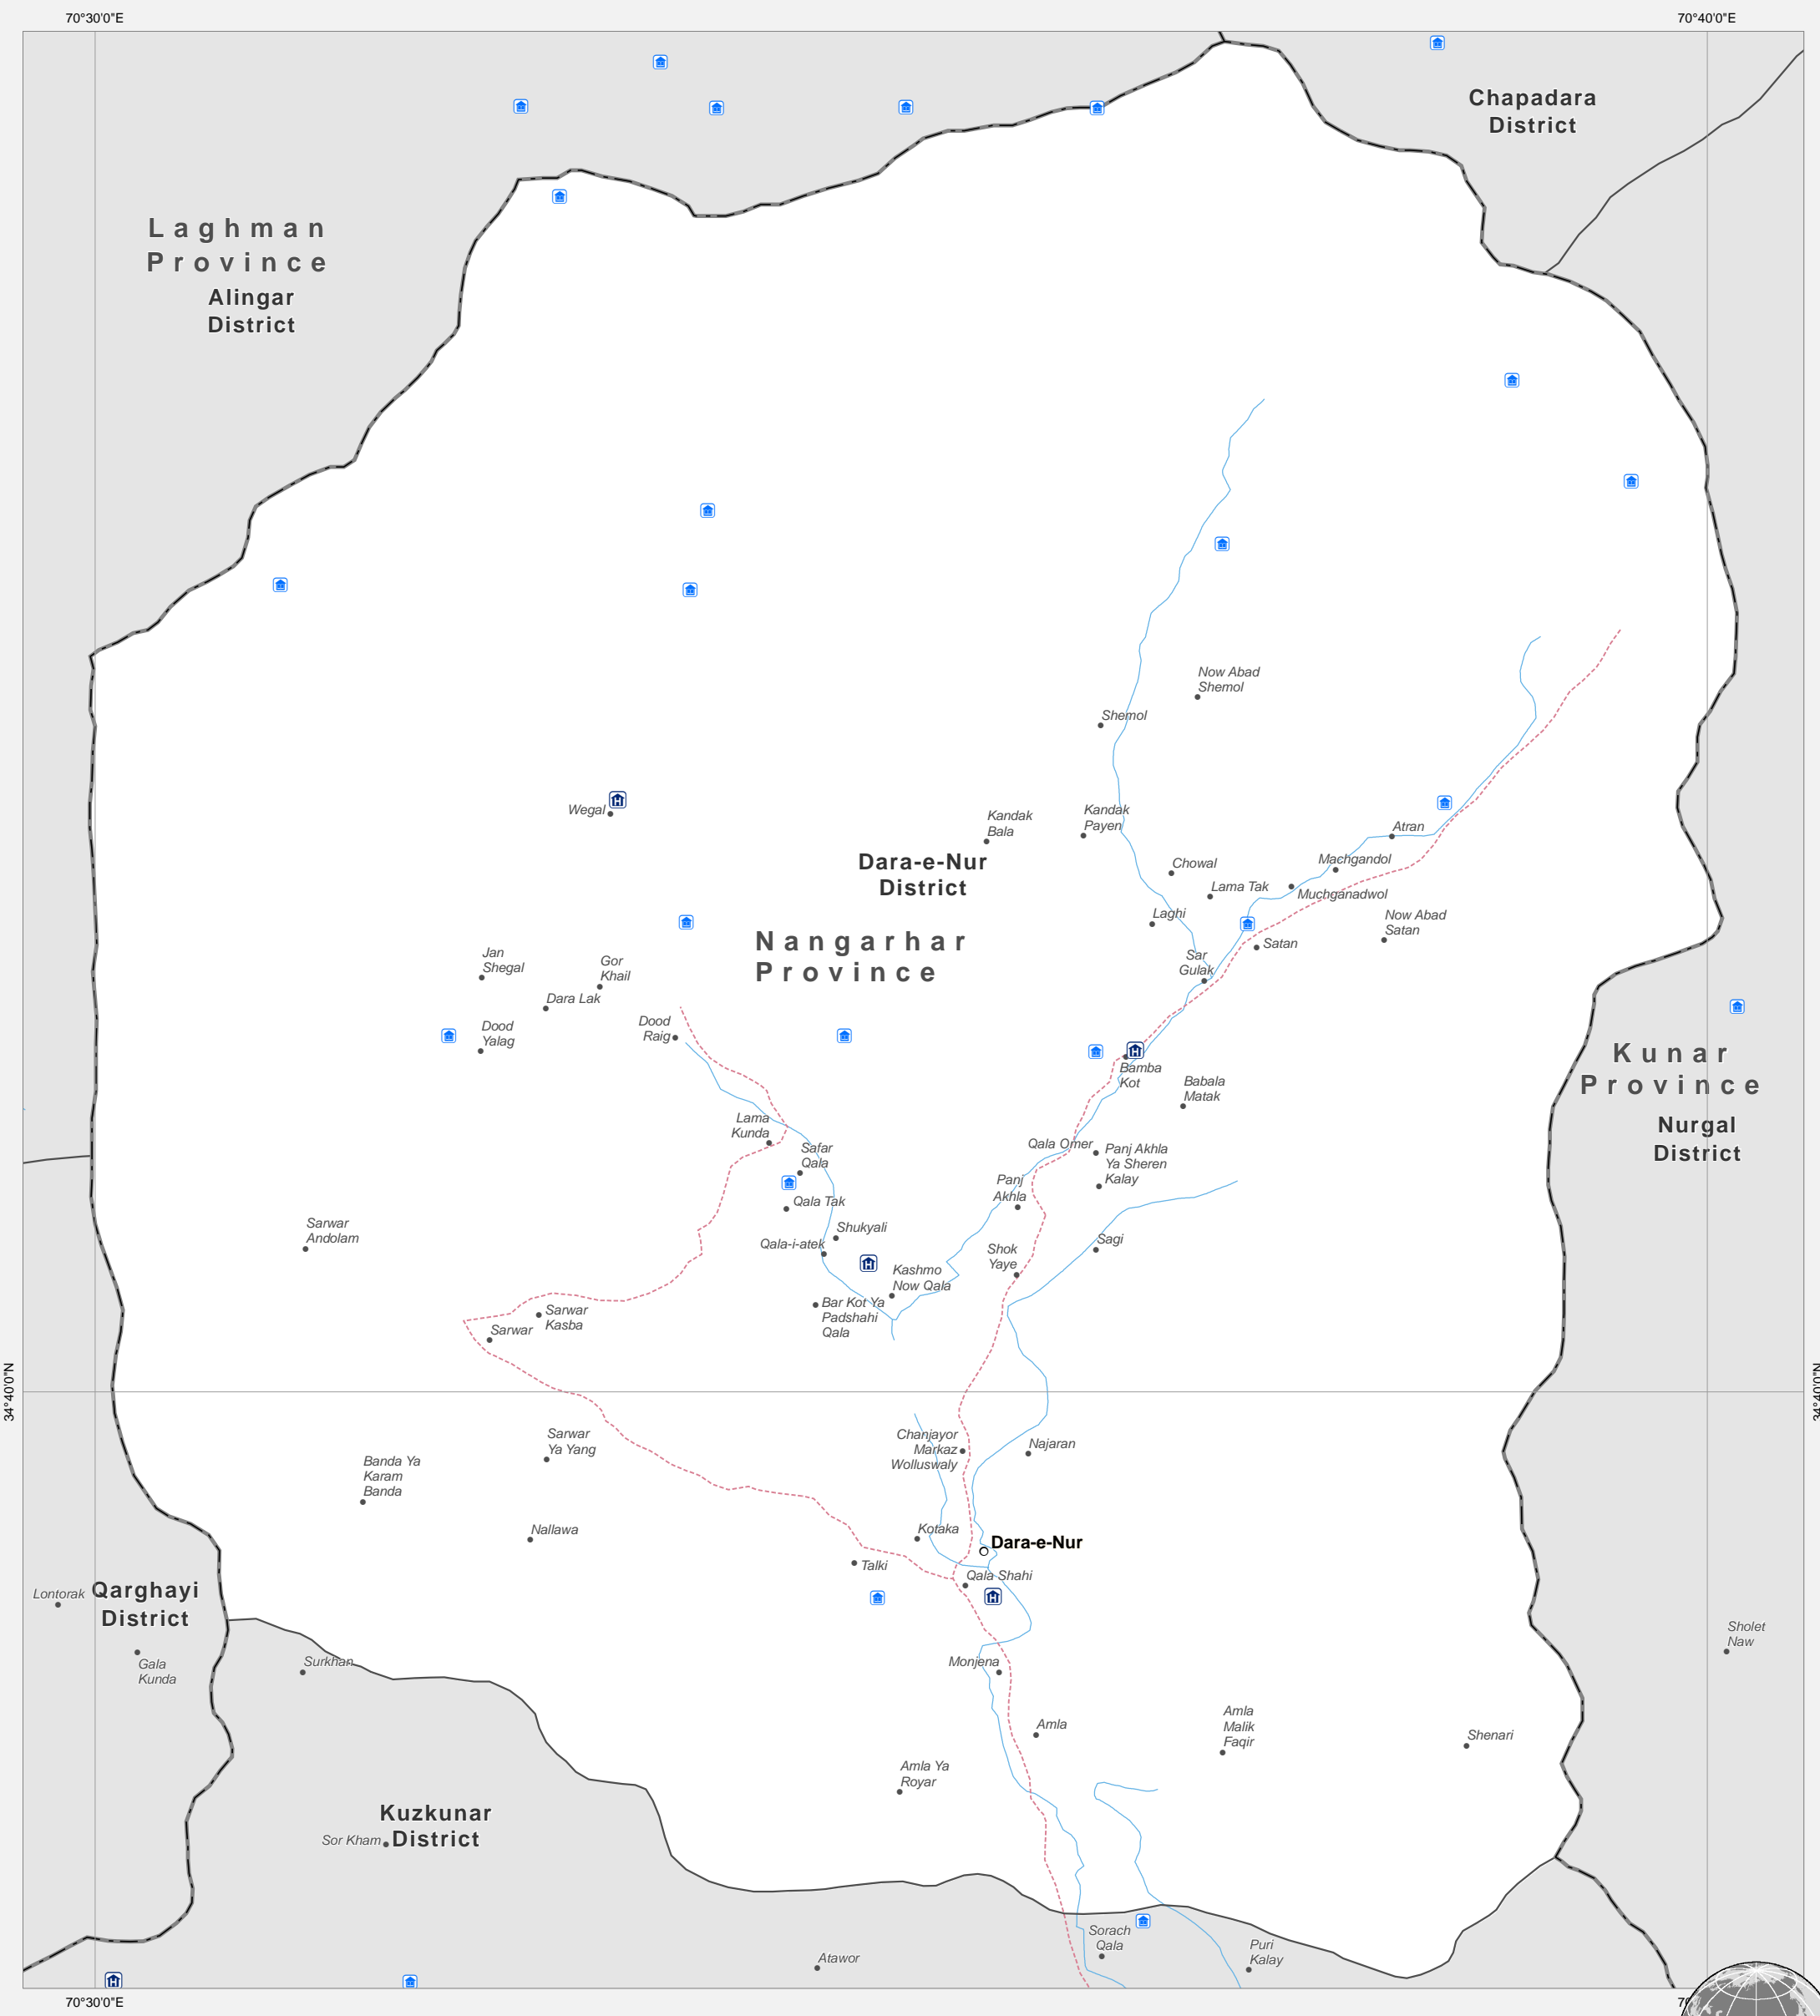 70°30'0"E
70°40'0"E
Chapadara
District
Laghman
Province
Alingar
District
Now Abad
Shemol
Shemol
Wegal
Kandak
Bala
Kandak
Payen
Atran
Dara-e-Nur
District
Chowal
Machgandol
Lama Tak
Muchganadwol
Laghi
Now Abad
Satan
Nangarhar
Province
Satan
Sar
Gulak
Jan
Shegal
Gor
Khail
Dara Lak
Dood
Yalag
Dood
Raig
Kunar
Province
Bamba
Kot
Babala
Matak
Nurgal
District
Lama
Kunda
Safar
Qala
Qala Omer
Panj Akhla
Ya Sheren
Kalay
Panj
Akhla
Qala Tak
Sarwar
Andolam
Shukyali
Qala-i-atek
Sagi
Shok
Yaye
Kashmo
Now Qala
Bar Kot Ya
Padshahi
Qala
Sarwar
Kasba
Sarwar
34°40'0"N
34°40'0"N
Sarwar
Ya Yang
Chanjayor
Markaz
Wolluswaly
Najaran
Banda Ya
Karam
Banda
Nallawa
Kotaka
Dara-e-Nur
Talki
Qala Shahi
Lontorak
Qarghayi
District
Sholet
Naw
Gala
Kunda
Surkhan
Monjena
Amla
Amla
Malik
Faqir
Shenari
Amla Ya
Royar
Kuzkunar
District
Sor Kham
Sorach
Qala
Puri
Kalay
Atawor
70°30'0"E